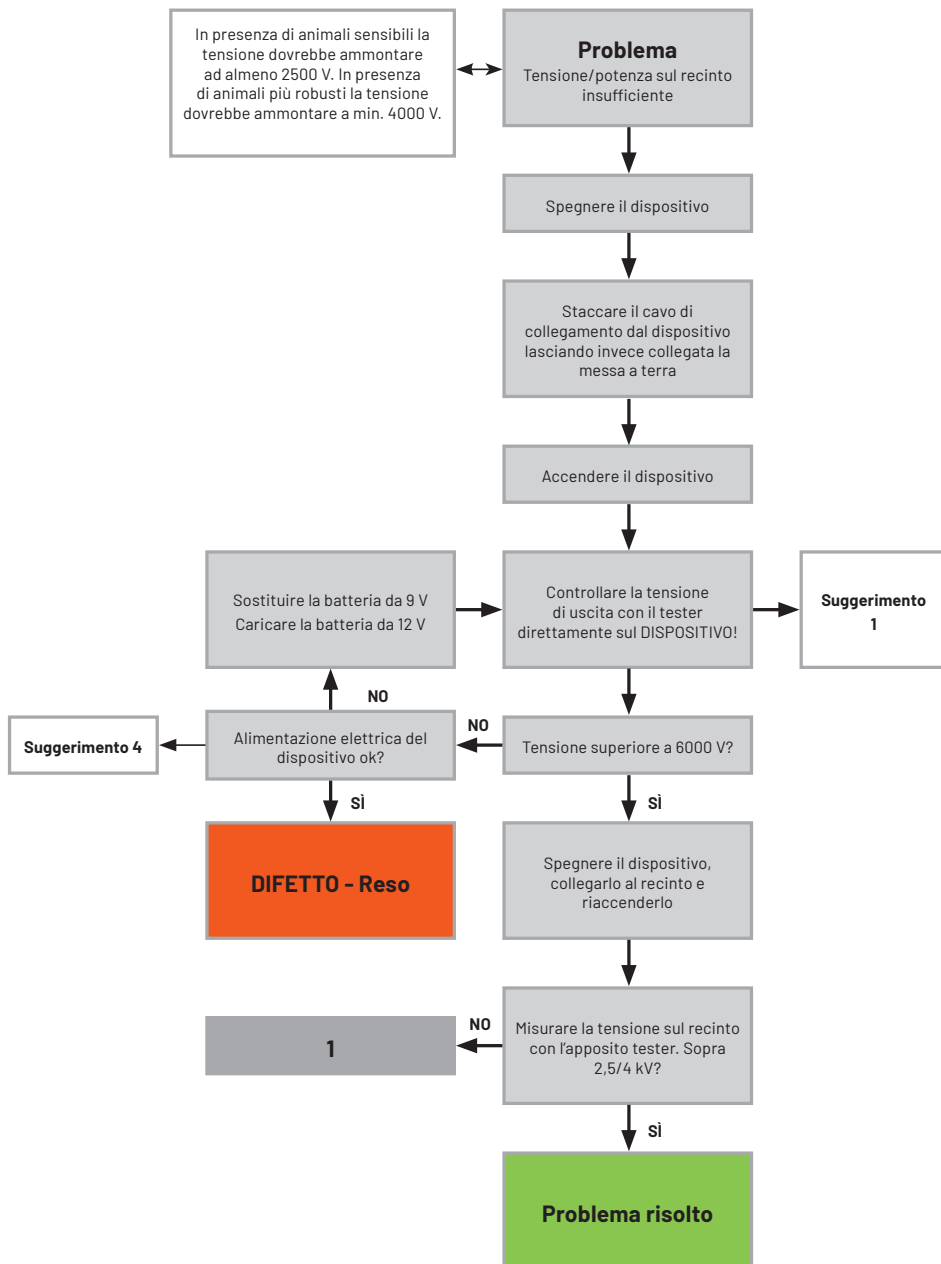 In presenza di animali sensibili la
tensione dovrebbe ammontare
ad almeno 2500 V. In presenza
di animali più robusti la tensione
dovrebbe ammontare a min. 4000 V.
Problema
Tensione/potenza sul recinto
insufficiente
Spegnere il dispositivo
Staccare il cavo di
collegamento dal dispositivo
lasciando invece collegata la
messa a terra
Accendere il dispositivo
Sostituire la batteria da 9 V
Caricare la batteria da 12 V
Controllare la tensione
di uscita con il tester
direttamente sul DISPOSITIVO!
Suggerimento
1
NO
Suggerimento 4
Alimentazione elettrica del
dispositivo ok?
NO
Tensione superiore a 6000 V?
SÌ
SÌ
DIFETTO - Reso
Spegnere il dispositivo,
collegarlo al recinto e
riaccenderlo
1
NO
Misurare la tensione sul recinto
con l'apposito tester. Sopra
2,5/4 kV?
SÌ
Problema risolto